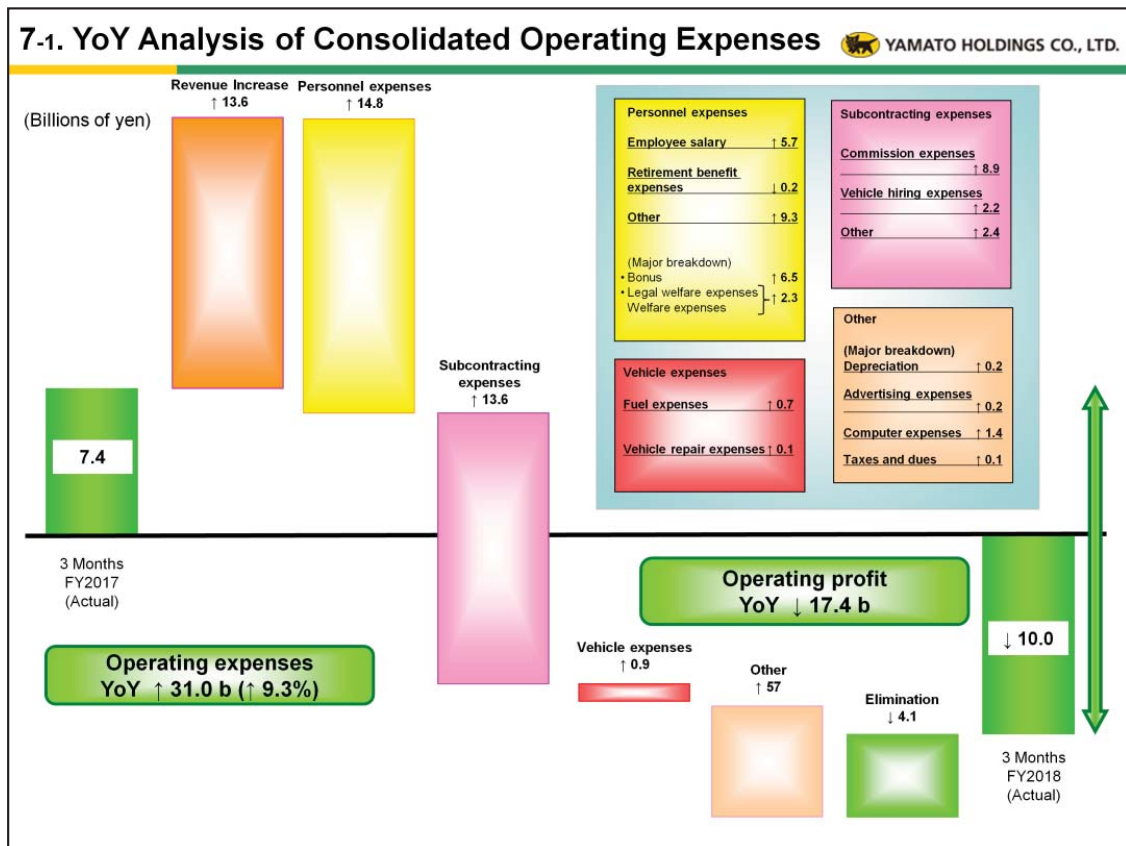 7-1. YoY Analysis of Consolidated Operating Expenses
YAMATO HOLDINGS CO., LTD.
(Billions of yen)
Revenue Increase
↑ 13.6
Personnel expenses
↑ 14.8
Personnel expenses
Employee salary ↑ 5.7
Retirement benefit
expenses ↓ 0.2
Other ↑ 9.3
(Major breakdown)
• Bonus ↑ 6.5
• Legal welfare expenses
Welfare expenses
↑ 2.3
Subcontracting expenses
Commission expenses
↑ 8.9
Vehicle hiring expenses
↑ 2.2
Other ↑ 2.4
Vehicle expenses
Fuel expenses ↑ 0.7
Vehicle repair expenses ↑ 0.1
Other
(Major breakdown)
Depreciation ↑ 0.2
Advertising expenses
↑ 0.2
Computer expenses ↑ 1.4
Taxes and dues ↑ 0.1
Subcontracting
expenses
↑ 13.6
7.4
3 Months
FY2017
(Actual)
Operating expenses
YoY ↑ 31.0 b (↑ 9.3%)
Operating profit
YoY ↓ 17.4 b
Vehicle expenses
↑ 0.9
Other
↑ 57
Elimination
↓ 4.1
↓ 10.0
3 Months
FY2018
(Actual)